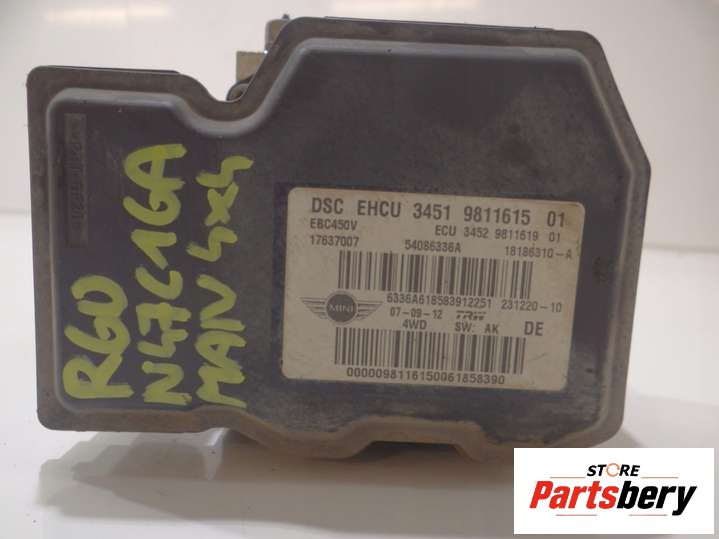 R60
N47C16A
MAN 4x4
DSC EHCU 3451 9811615 01
EBC450V ECU 3452 9811619 01
17637007 54086336A 18186310-A
6336A618583912251 231220-10
MINI 07-09-12 TRW
4WD SW: AK DE
00000981161500618583​90
STORE
Partsbery